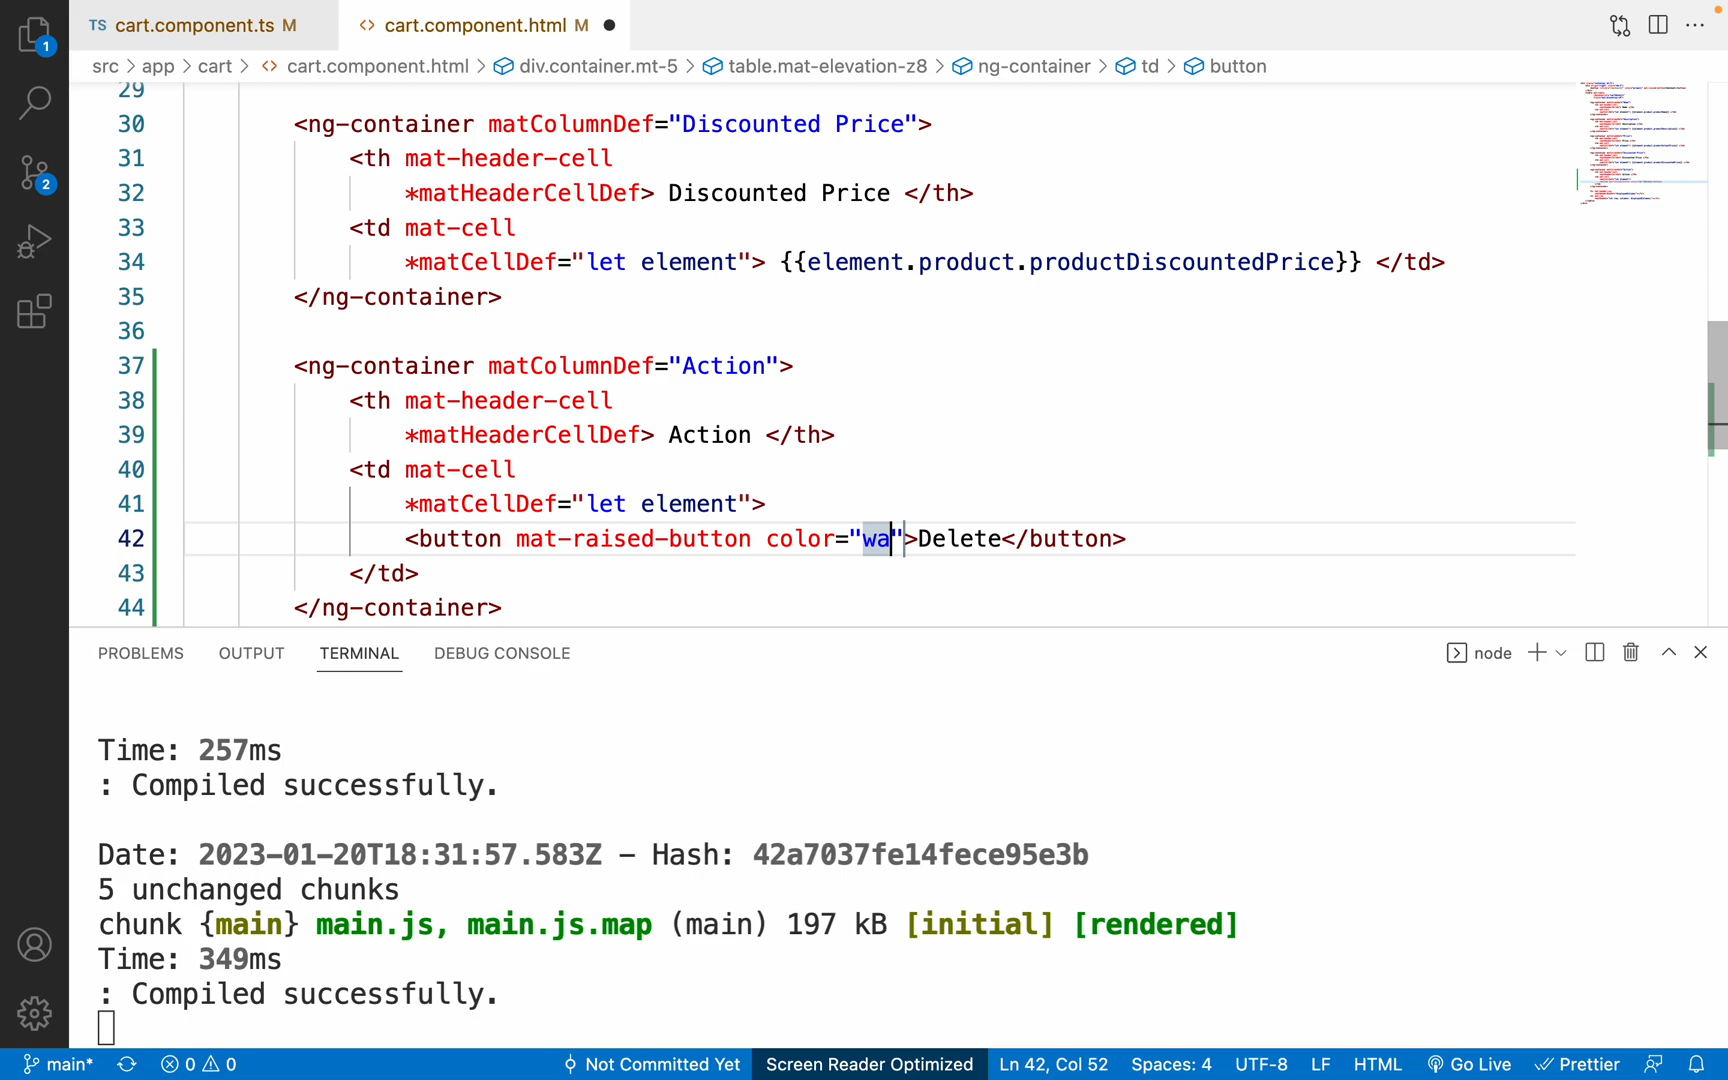 TS cart.component.ts M
<> cart.component.html M
src > app > cart > <> cart.component.html > div.container.mt-5 > table.mat-elevation-z8 > ng-container > td > button
29
30 <ng-container matColumnDef="Discounted Price">
31 <th mat-header-cell
32 *matHeaderCellDef> Discounted Price </th>
33 <td mat-cell
34 *matCellDef="let element"> {{element.product.productDiscountedPrice}} </td>
35 </ng-container>
36
37 <ng-container matColumnDef="Action">
38 <th mat-header-cell
39 *matHeaderCellDef> Action </th>
40 <td mat-cell
41 *matCellDef="let element">
42 <button mat-raised-button color="wa">Delete</button>
43 </td>
44 </ng-container>
1
2
PROBLEMS OUTPUT TERMINAL DEBUG CONSOLE
node
Time: 257ms
: Compiled successfully.
Date: 2023-01-20T18:31:57.583Z - Hash: 42a7037fe14fece95e3b
5 unchanged chunks
chunk {main} main.js, main.js.map (main) 197 kB [initial] [rendered]
Time: 349ms
: Compiled successfully.
main* 0 0 Not Committed Yet Screen Reader Optimized Ln 42, Col 52 Spaces: 4 UTF-8 LF HTML Go Live Prettier